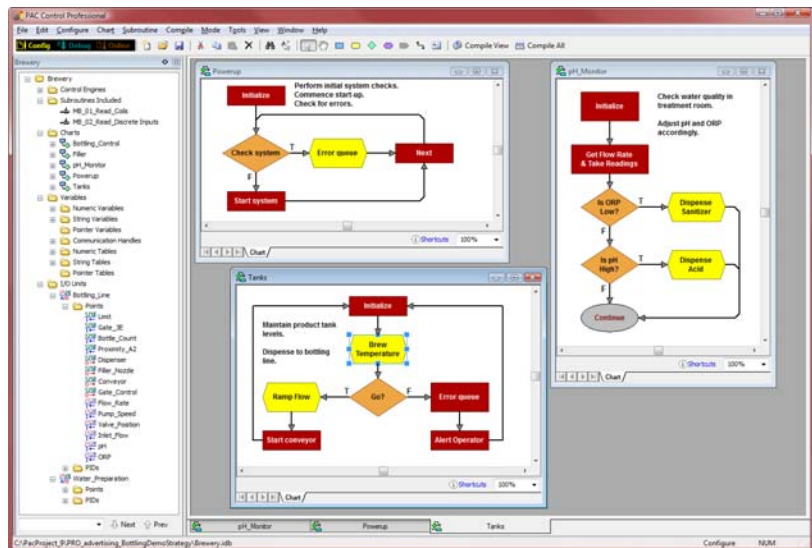 PAC Control Professional
File Edit Configure Chart Subroutine Compile Mode Tools View Window Help
Config Debug Online Compile View Compile All
Brewery
Brewery
Control Engines
Subroutines Included
MB_01_Read_Coils
MB_02_Read_Discrete Inputs
Charts
Bottling_Control
Filler
pH_Monitor
Powerup
Tanks
Variables
Numeric Variables
String Variables
Pointer Variables
Communication Handles
Numeric Tables
String Tables
Pointer Tables
I/O Units
Bottling_Line
Points
Limit
Gate_3E
Bottle_Count
Proximity_A2
Dispenser
Filler_Nozzle
Conveyor
Gate_Control
Flow_Rate
Pump_Speed
Valve_Position
Inlet_Flow
pH
ORP
PIDs
Water_Preparation
Points
PIDs
Next Prev
Powerup
Initialize
Perform initial system checks.
Commence start-up.
Check for errors.
Check system
T
Error queue
Next
F
Start system
Shortcuts 100%
Chart
pH_Monitor
Initialize
Check water quality in
treatment room.
Adjust pH and ORP
accordingly.
Get Flow Rate
& Take Readings
Is ORP
Low?
T
Dispense
Sanitizer
F
Is pH
High?
T
Dispense
Acid
F
Continue
Shortcuts 100%
Chart
Tanks
Initialize
Maintain product tank
levels.
Dispense to bottling
line.
Brew
Temperature
Ramp Flow
T
Go?
F
Error queue
Start conveyor
Alert Operator
Shortcuts 100%
Chart
pH_Monitor Powerup Tanks
C:\PacProject_9\PRO_advertising_BottlingDemoStrategy\Brewery.idb Configure NUM